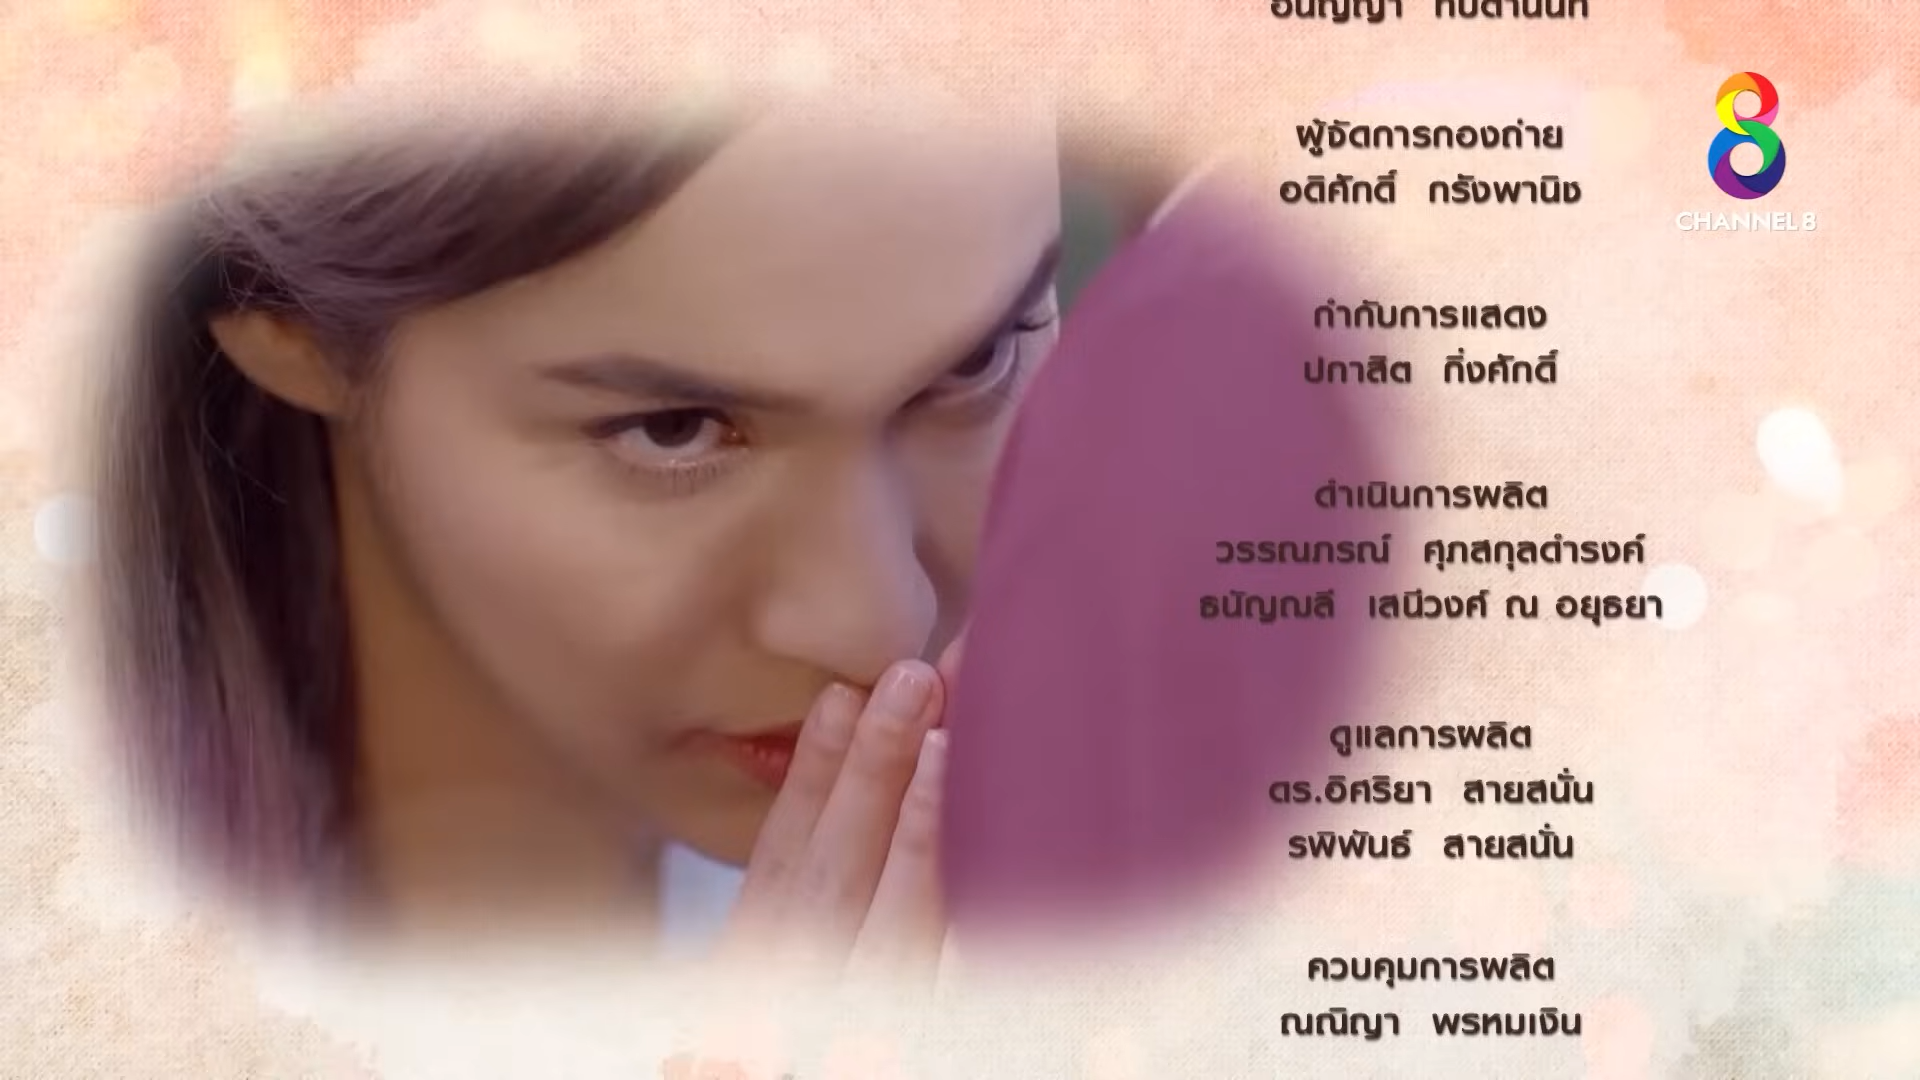 ผู้จัดการกองถ่าย
อดิศักดิ์ กรังพานิช
CHANNEL 8
กำกับการแสดง
ปกาสิต กิ่งศักดิ์
ดำเนินการผลิต
วรรณภรณ์ ศุภสกุลดำรงค์
ธนัญณลี เสนีวงศ์ ณ อยุธยา
ดูแลการผลิต
ดร.อิศริยา สายสนั่น
รพิพันธ์ สายสนั่น
ควบคุมการผลิต
ณณิญา พรหมเงิน